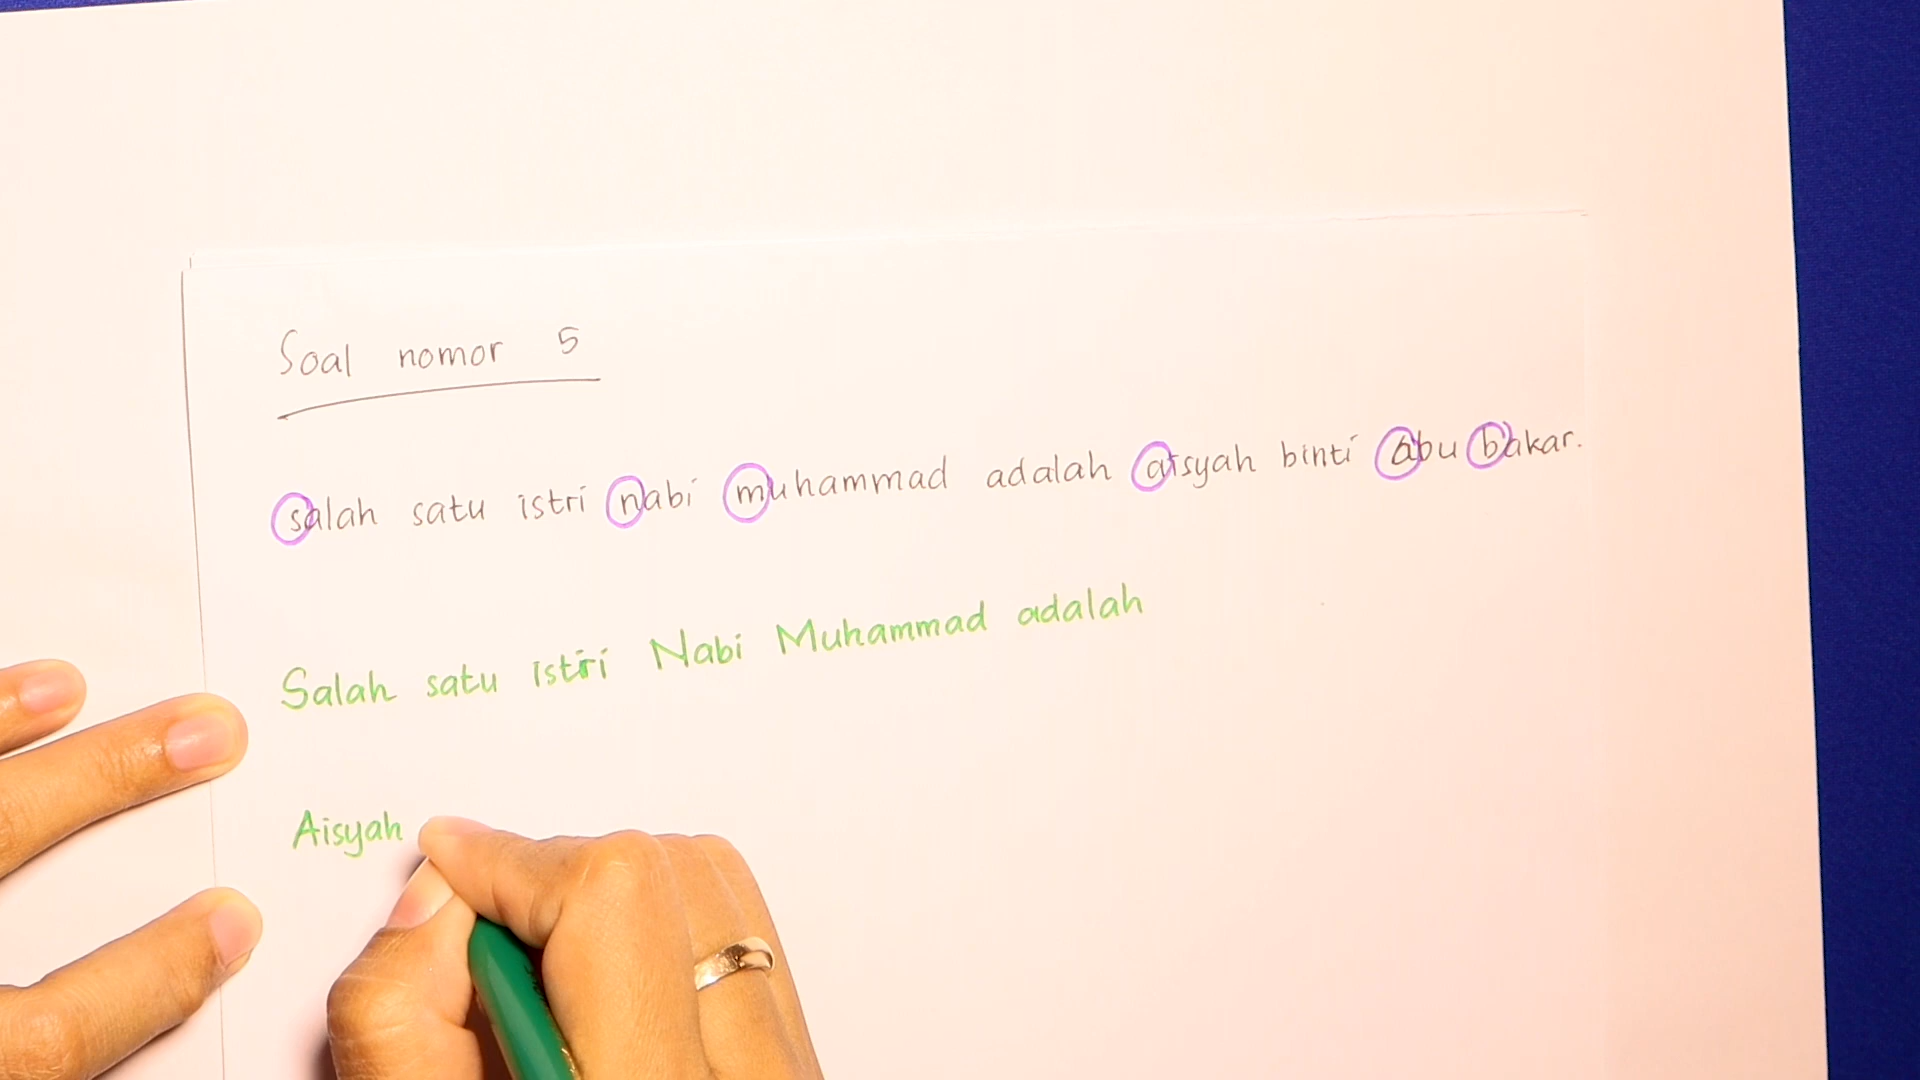 Soal nomor 5
salah satu istri nabi muhammad adalah aisyah binti abu bakar.
Salah satu istri Nabi Muhammad adalah
Aisyah